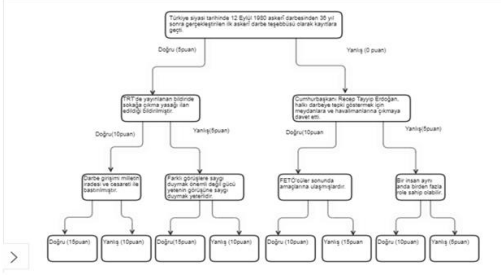 Türkiye siyasi tarihinde 12 Eylül 1980 askerî darbesinden 36 yıl
sonra gerçekleştirilen ilk askerî darbe teşebbüsü olarak kayıtlara
geçti.
Doğru (5puan)
Yanlış (0 puan)
TRT'de yayınlanan bildiride
sokağa çıkma yasağı ilan
edildiği bildirilmiştir.
Cumhurbaşkanı Recep Tayyip Erdoğan,
halkı darbeye tepki göstermek için
meydanlara ve havalimanlarına çıkmaya
davet etti.
Doğru(10puan)
Yanlış(5puan)
Doğru(10puan
Yanlış(5puan)
Darbe girişimi milletin
iradesi ve cesareti ile
bastırılmıştır.
Farklı görüşlere saygı
duymak önemli değil gücü
yetenin görüşüne saygı
duymak yeterlidir.
FETÖ'cüler sonunda
amaçlarına ulaşmışlardır.
Bir insan aynı
anda birden fazla
role sahip olabilir.
Doğru (15puan)
Yanlış (10puan)
Doğru(15puan)
Yanlış (10puan)
Doğru (10puan)
Yanlış (15puan
Doğru (10puan)
Yanlış (5puan)